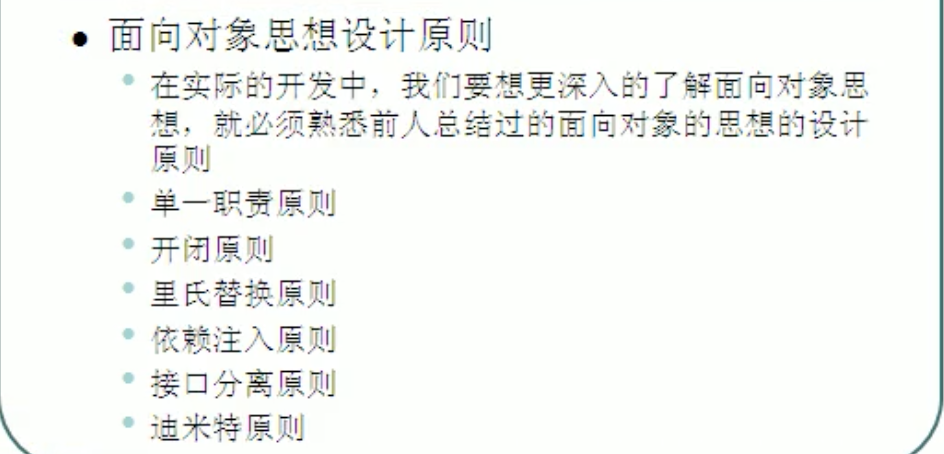 面向对象思想设计原则
在实际的开发中，我们要想更深入的了解面向对象思
想，就必须熟悉前人总结过的面向对象的思想的设计
原则
单一职责原则
开闭原则
里氏替换原则
依赖注入原则
接口分离原则
迪米特原则